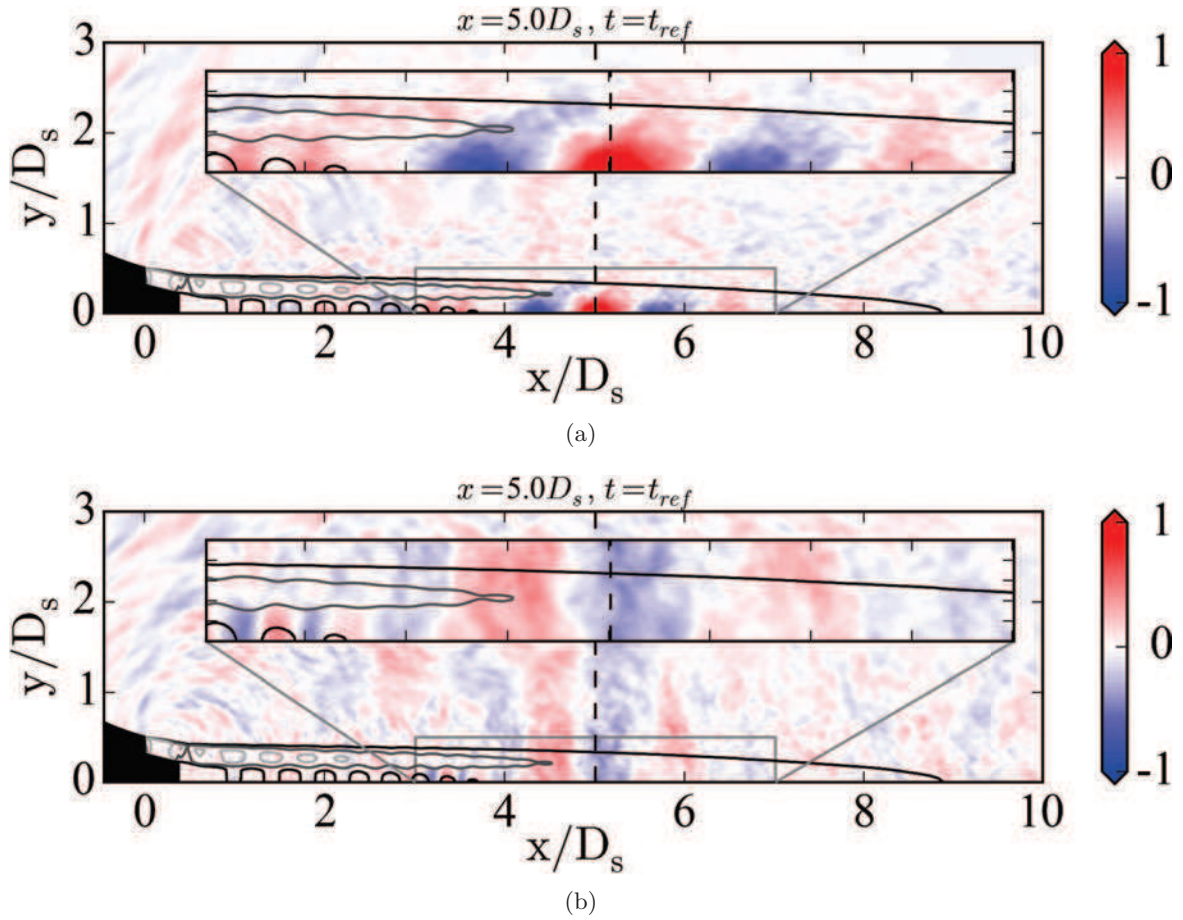 x = 5.0D_s, t = t_ref
3
2
1
0
y/D_s
0 2 4 6 8 10
x/D_s
1
0
-1
(a)
x = 5.0D_s, t = t_ref
3
2
1
0
y/D_s
0 2 4 6 8 10
x/D_s
1
0
-1
(b)